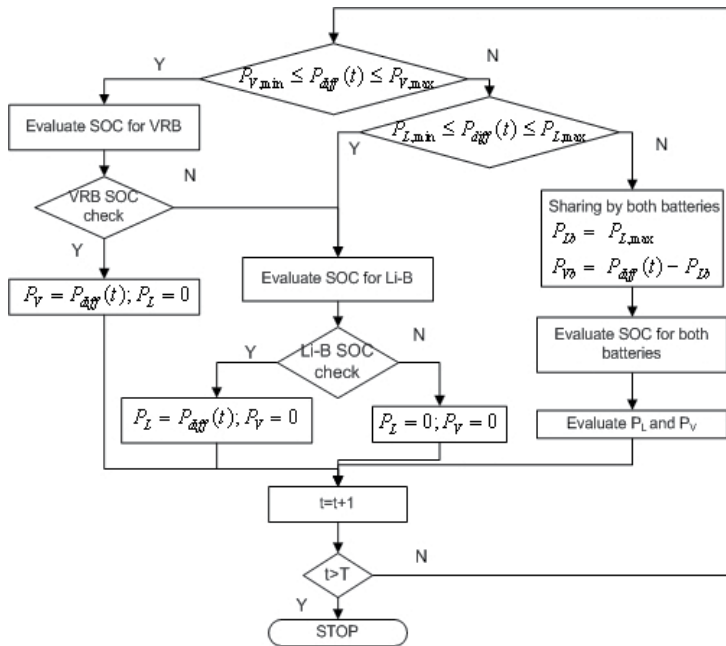 P_V,min ≤ P_diff(t) ≤ P_V,max
Y
N
Evaluate SOC for VRB
P_L,min ≤ P_diff(t) ≤ P_L,max
Y
N
VRB SOC
check
N
Y
Sharing by both batteries
P_Lb = P_L,max
P_Vb = P_diff(t) − P_Lb
Evaluate SOC for Li-B
P_V = P_diff(t); P_L = 0
Evaluate SOC for both
batteries
Li-B SOC
check
Y
N
P_L = P_diff(t); P_V = 0
P_L = 0; P_V = 0
Evaluate P_L and P_V
t=t+1
t>T
N
Y
STOP